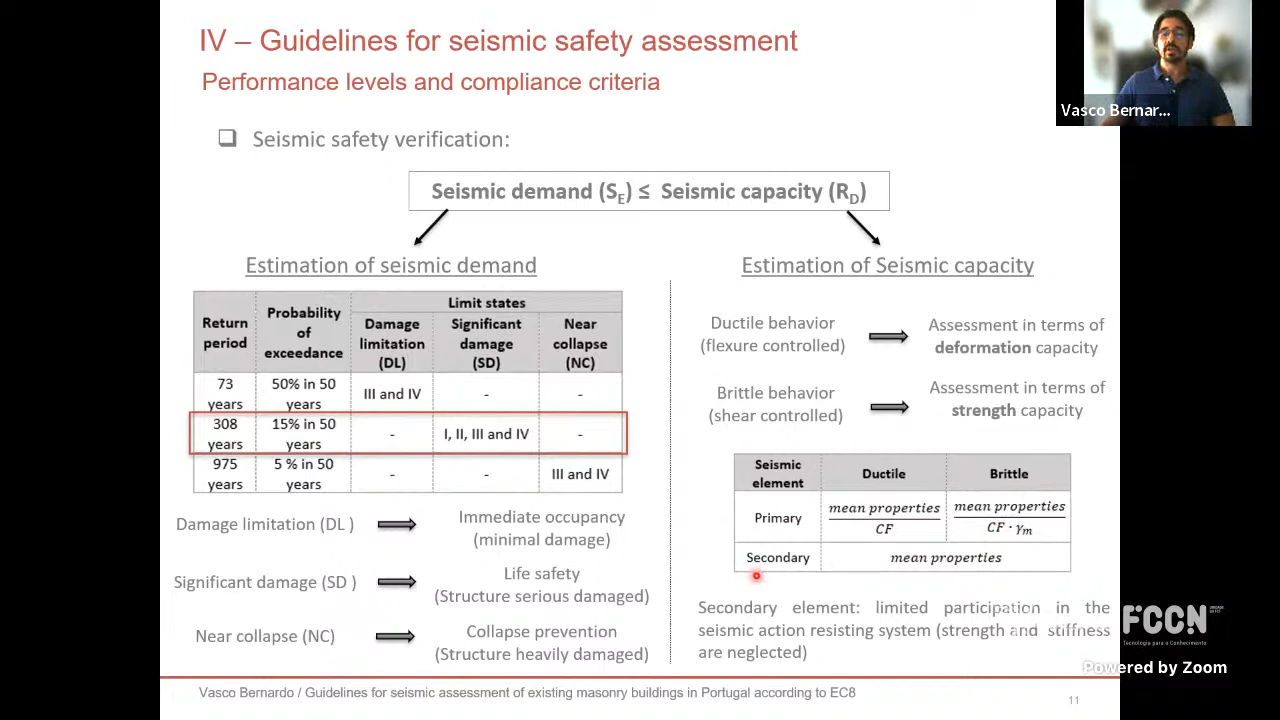 IV – Guidelines for seismic safety assessment
Performance levels and compliance criteria
Vasco Bernar...
❑ Seismic safety verification:
Seismic demand (SE) ≤ Seismic capacity (RD)
Estimation of seismic demand
Return period
Probability of exceedance
Limit states
Damage limitation (DL)
Significant damage (SD)
Near collapse (NC)
73 years
50% in 50 years
III and IV
-
-
308 years
15% in 50 years
-
I, II, III and IV
-
975 years
5 % in 50 years
-
-
III and IV
Damage limitation (DL )
Immediate occupancy
(minimal damage)
Significant damage (SD )
Life safety
(Structure serious damaged)
Near collapse (NC)
Collapse prevention
(Structure heavily damaged)
Estimation of Seismic capacity
Ductile behavior
(flexure controlled)
Assessment in terms of
deformation capacity
Brittle behavior
(shear controlled)
Assessment in terms of
strength capacity
Seismic element
Ductile
Brittle
Primary
mean properties
CF
mean properties
CF · γm
Secondary
mean properties
Secondary element: limited participation in the
seismic action resisting system (strength and stiffness
are neglected)
FCCN
Tecnologia para o Conhecimento
Powered by Zoom
Vasco Bernardo / Guidelines for seismic assessment of existing masonry buildings in Portugal according to EC8
11